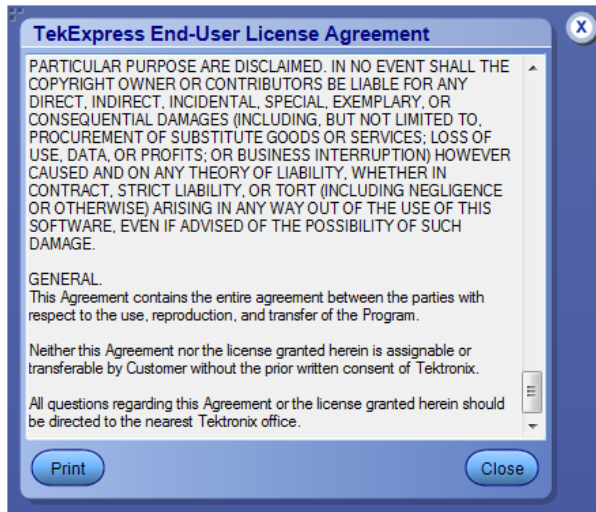 TekExpress End-User License Agreement
X
PARTICULAR PURPOSE ARE DISCLAIMED. IN NO EVENT SHALL THE
COPYRIGHT OWNER OR CONTRIBUTORS BE LIABLE FOR ANY
DIRECT, INDIRECT, INCIDENTAL, SPECIAL, EXEMPLARY, OR
CONSEQUENTIAL DAMAGES (INCLUDING, BUT NOT LIMITED TO,
PROCUREMENT OF SUBSTITUTE GOODS OR SERVICES; LOSS OF
USE, DATA, OR PROFITS; OR BUSINESS INTERRUPTION) HOWEVER
CAUSED AND ON ANY THEORY OF LIABILITY, WHETHER IN
CONTRACT, STRICT LIABILITY, OR TORT (INCLUDING NEGLIGENCE
OR OTHERWISE) ARISING IN ANY WAY OUT OF THE USE OF THIS
SOFTWARE, EVEN IF ADVISED OF THE POSSIBILITY OF SUCH
DAMAGE.
GENERAL.
This Agreement contains the entire agreement between the parties with
respect to the use, reproduction, and transfer of the Program.
Neither this Agreement nor the license granted herein is assignable or
transferable by Customer without the prior written consent of Tektronix.
All questions regarding this Agreement or the license granted herein should
be directed to the nearest Tektronix office.
Print
Close